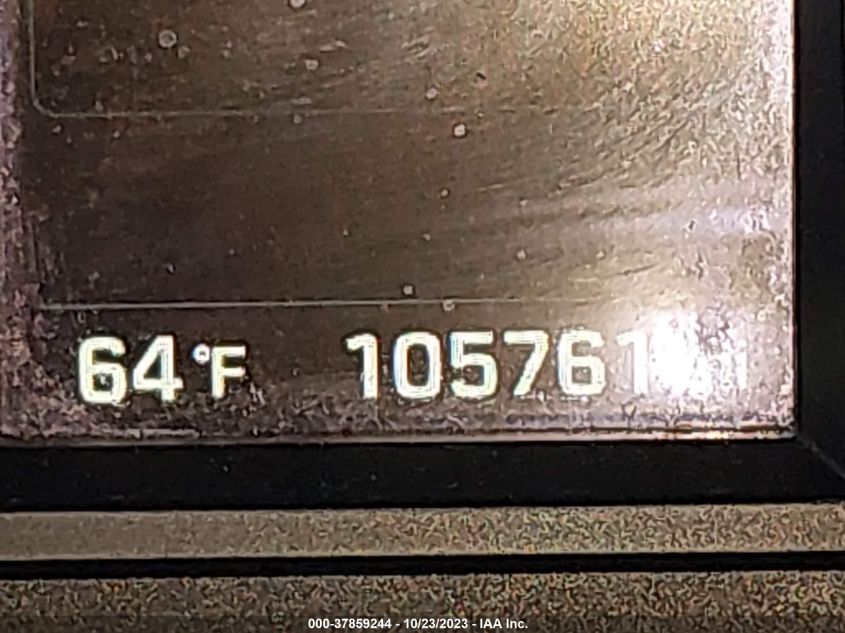 64 °F 105761
000-37859244 - 10/23/2023 - IAA Inc.